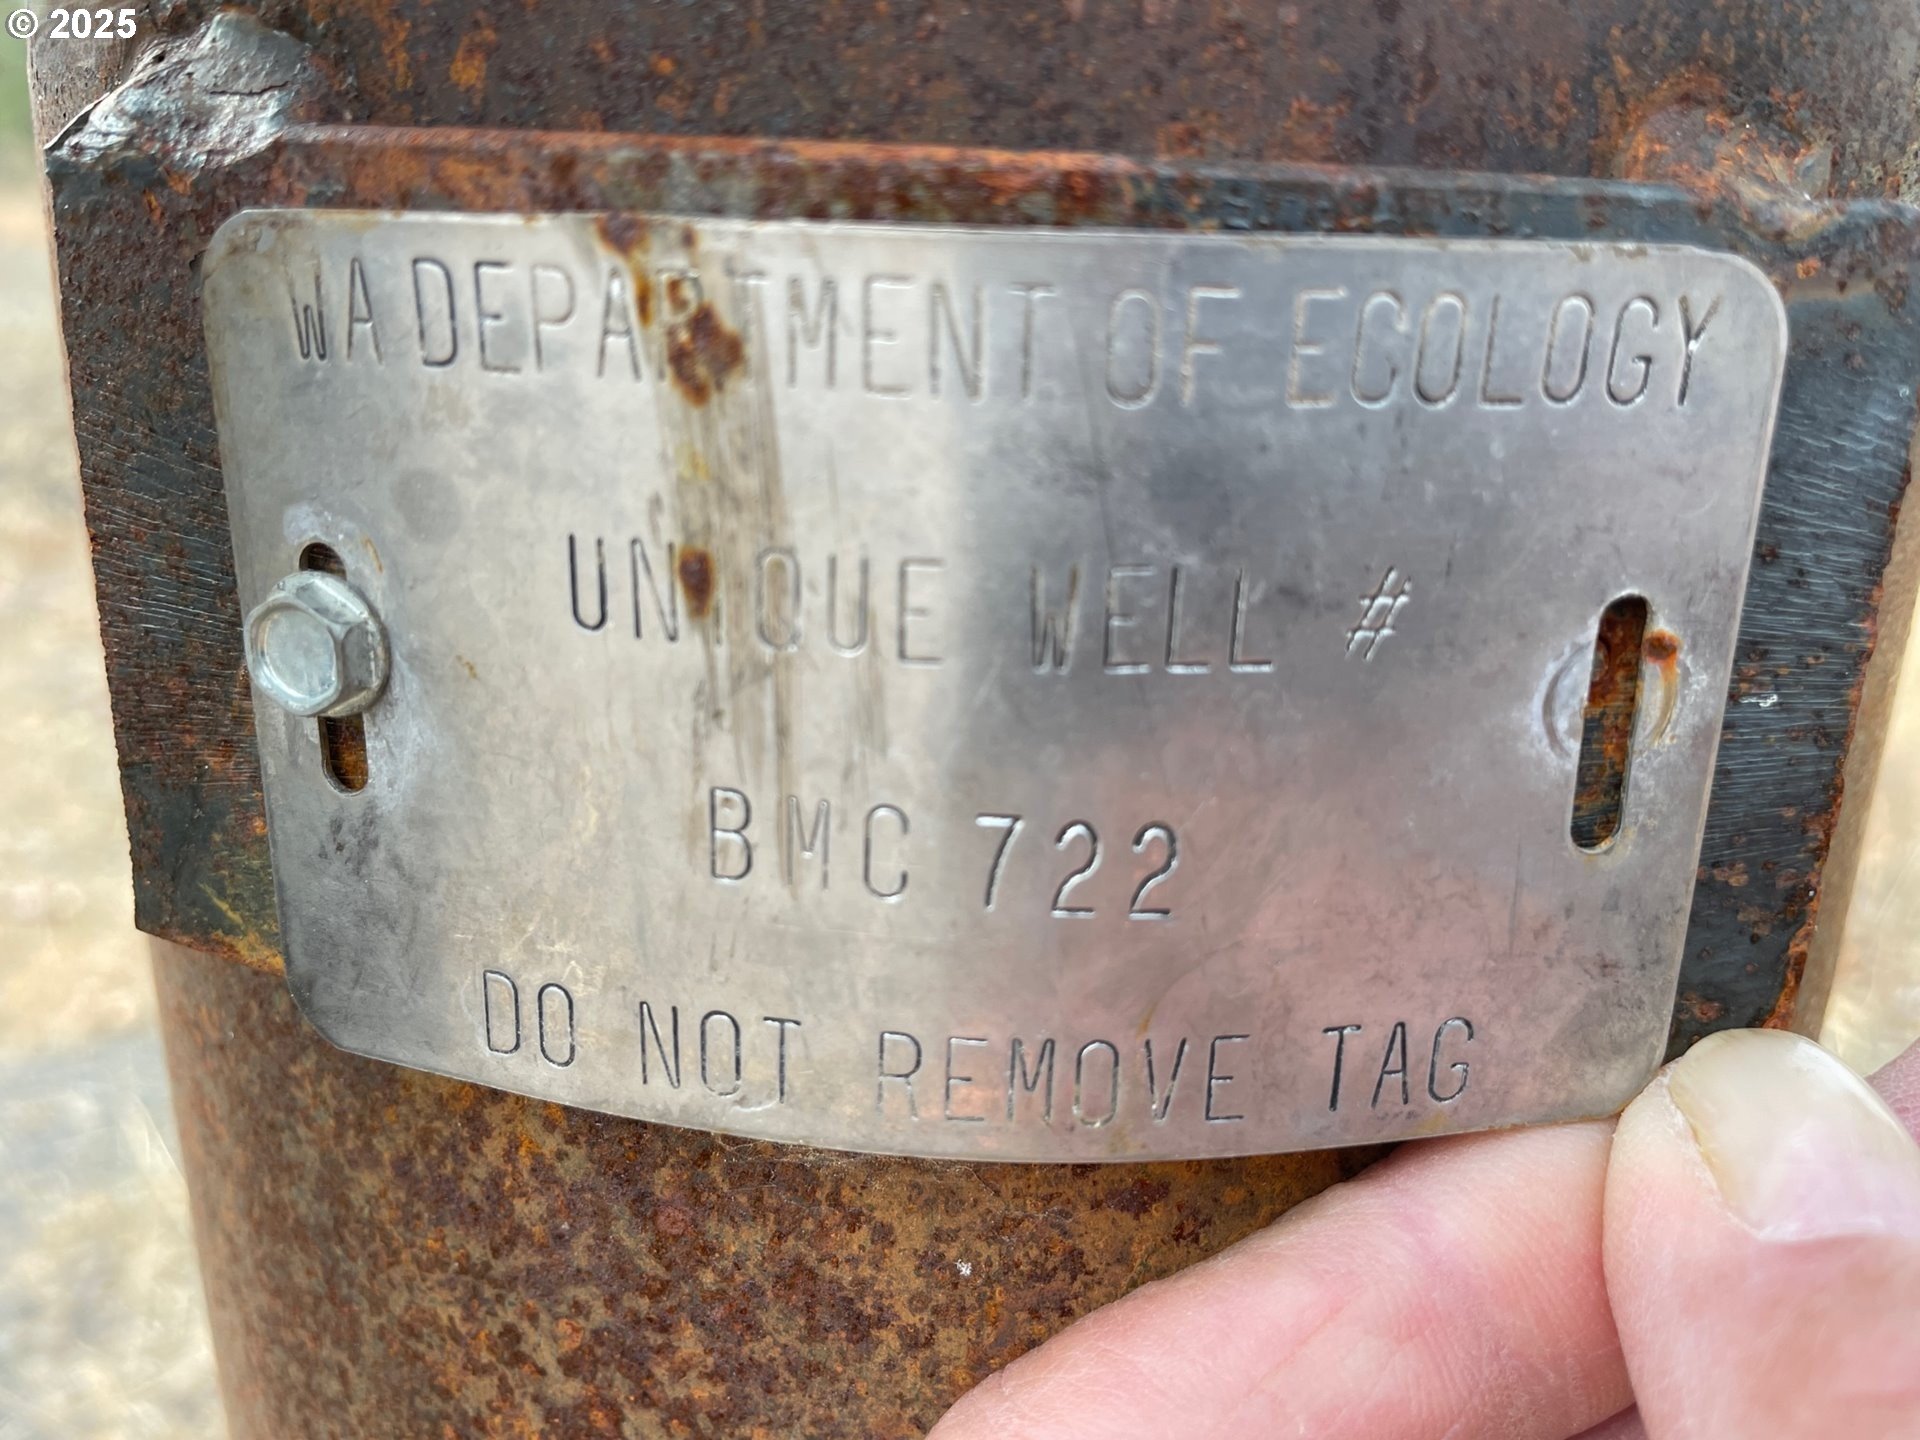 © 2025
WA DEPARTMENT OF ECOLOGY
UNIQUE WELL #
BMC 722
DO NOT REMOVE TAG